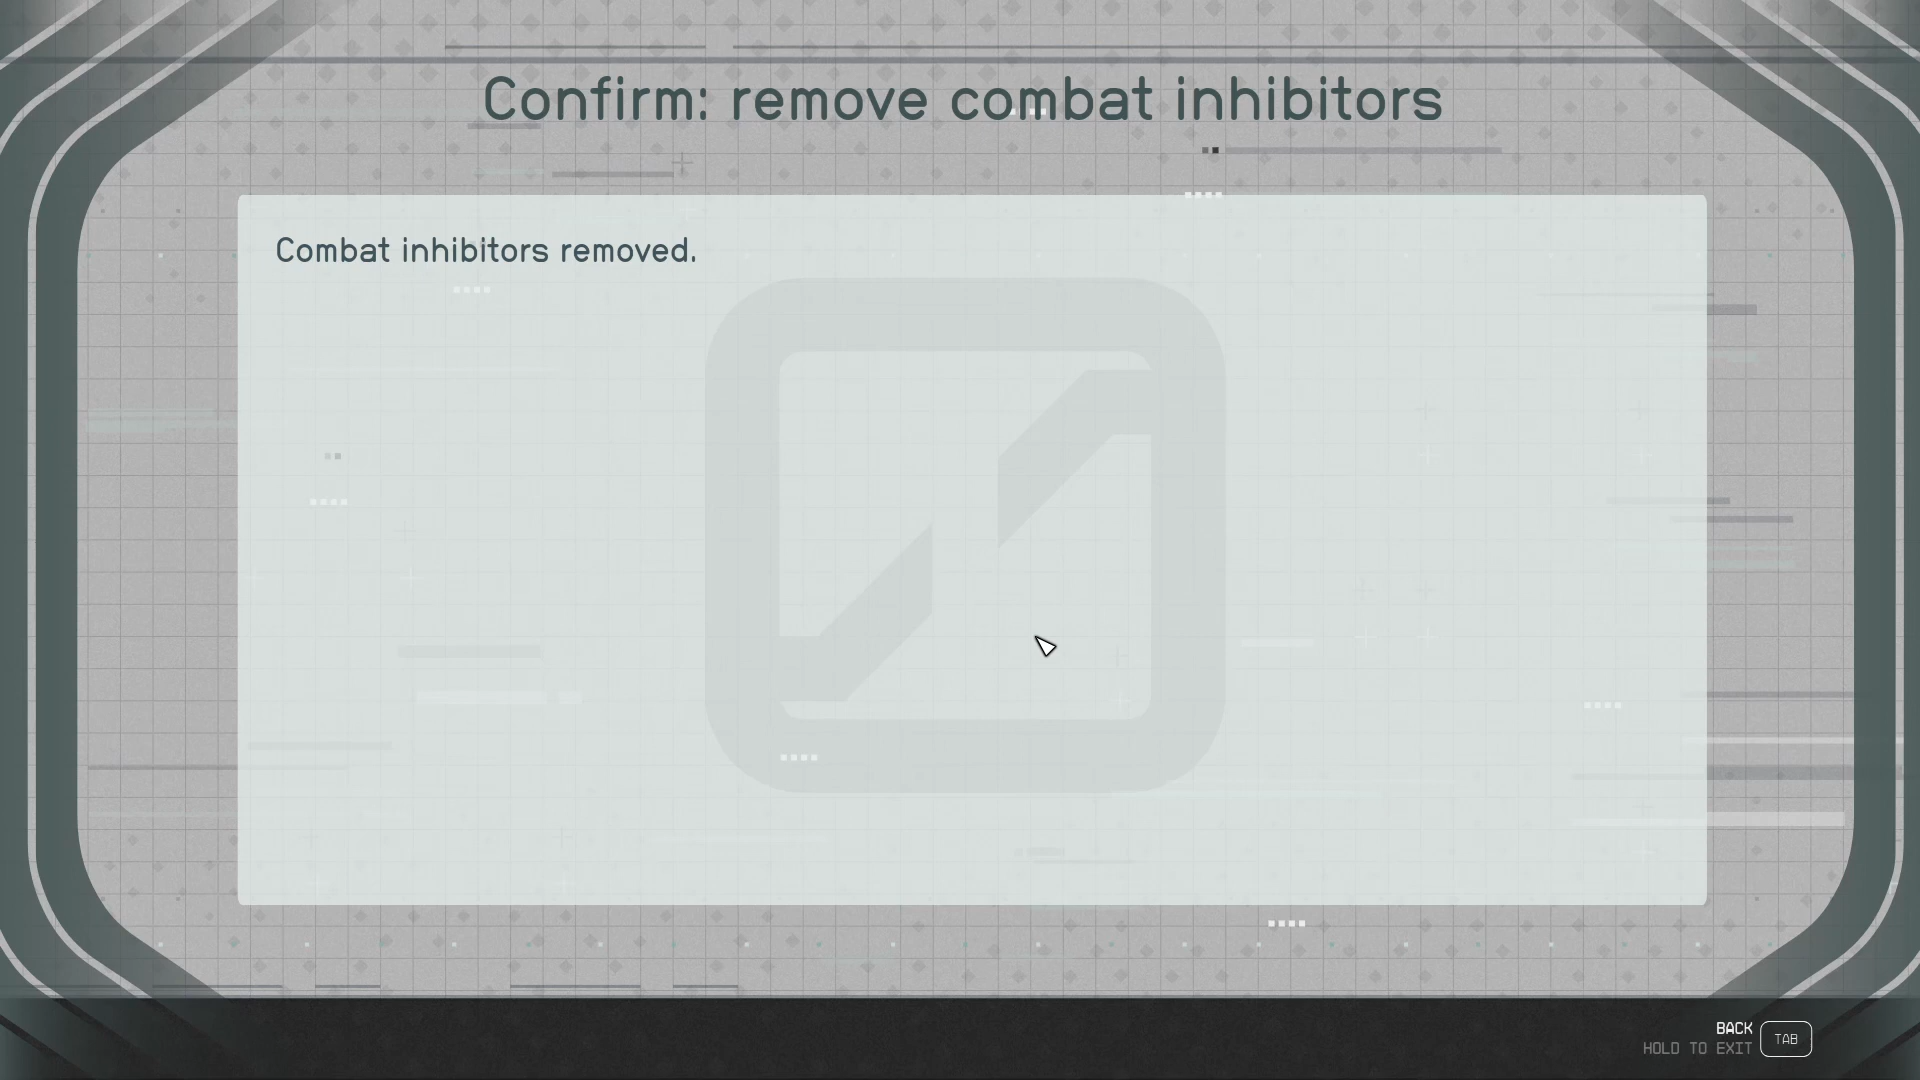 Confirm: remove combat inhibitors
Combat inhibitors removed.
BACK
HOLD TO EXIT
TAB